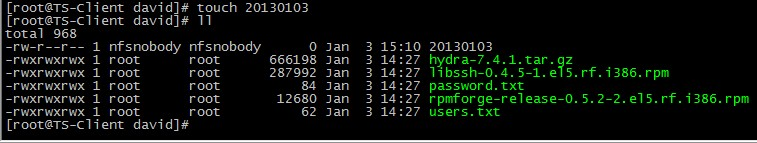 [root@TS-Client david]# touch 20130103
[root@TS-Client david]# ll
total 968
-rw-r--r-- 1 nfsnobody nfsnobody      0 Jan  3 15:10 20130103
-rwxrwxrwx 1 root      root      666198 Jan  3 14:27 hydra-7.4.1.tar.gz
-rwxrwxrwx 1 root      root      287992 Jan  3 14:27 libssh-0.4.5-1.el5.rf.i386.rpm
-rwxrwxrwx 1 root      root          84 Jan  3 14:27 password.txt
-rwxrwxrwx 1 root      root       12680 Jan  3 14:27 rpmforge-release-0.5.2-2.el5.rf.i386.rpm
-rwxrwxrwx 1 root      root          62 Jan  3 14:27 users.txt
[root@TS-Client david]#